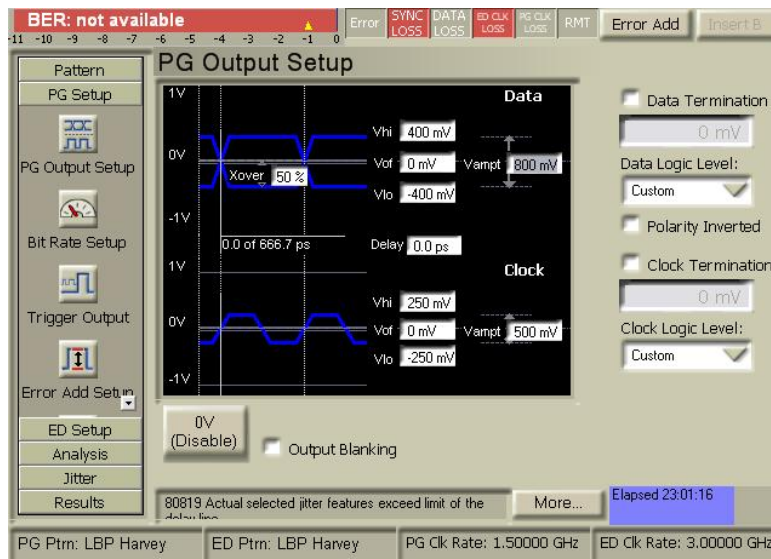 BER: not available
-11 -10 -9 -8 -7 -6 -5 -4 -3 -2 -1 0
Error
SYNC LOSS
DATA LOSS
ED CLK LOSS
PG CLK LOSS
RMT
Error Add
Insert B
Pattern
PG Setup
PG Output Setup
Bit Rate Setup
Trigger Output
Error Add Setup
ED Setup
Analysis
Jitter
Results
PG Output Setup
1V
Data
Vhi 400 mV
0V
Vof 0 mV
Vampt 800 mV
Xover 50 %
Vlo -400 mV
-1V
0.0 of 666.7 ps
Delay 0.0 ps
1V
Clock
Vhi 250 mV
0V
Vof 0 mV
Vampt 500 mV
Vlo -250 mV
-1V
Data Termination
0 mV
Data Logic Level:
Custom
Polarity Inverted
Clock Termination
0 mV
Clock Logic Level:
Custom
0V
(Disable)
Output Blanking
80819 Actual selected jitter features exceed limit of the
delay line
More...
Elapsed 23:01:16
PG Ptrn: LBP Harvey
ED Ptrn: LBP Harvey
PG Clk Rate: 1.50000 GHz
ED Clk Rate: 3.00000 GHz